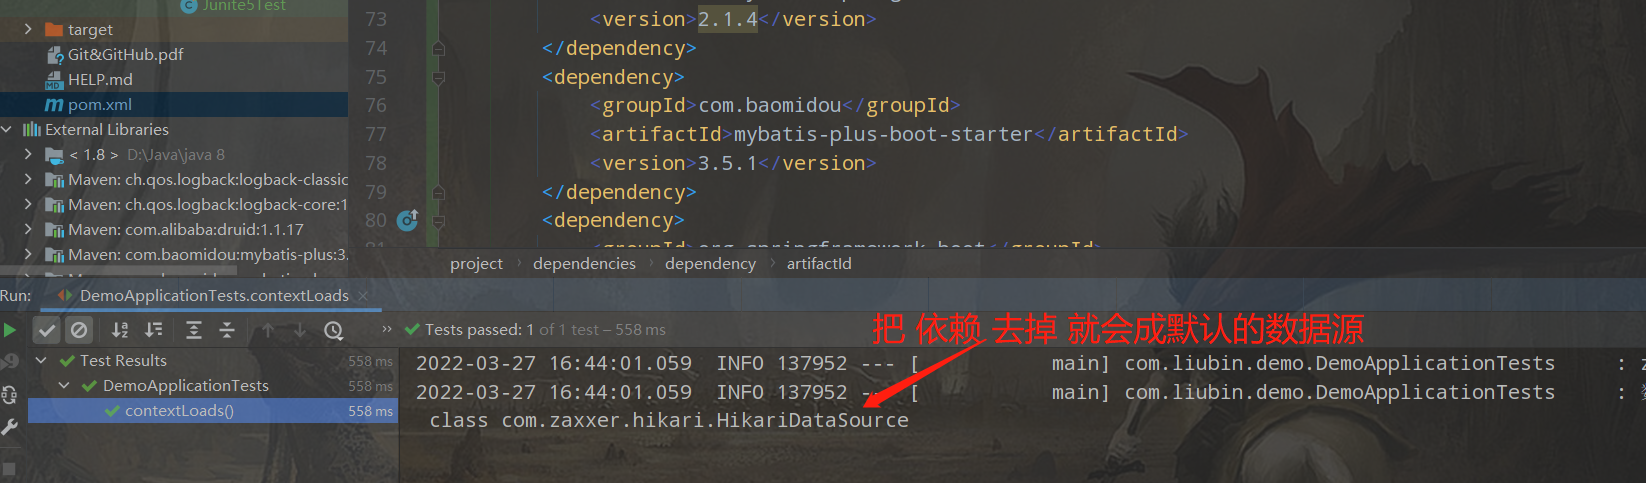 Junite5Test
target
Git&GitHub.pdf
HELP.md
pom.xml
External Libraries
< 1.8 > D:\Java\java 8
Maven: ch.qos.logback:logback-classic
Maven: ch.qos.logback:logback-core:1
Maven: com.alibaba:druid:1.1.17
Maven: com.baomidou:mybatis-plus:3.
73 <version>2.1.4</version>
74 </dependency>
75 <dependency>
76 <groupId>com.baomidou</groupId>
77 <artifactId>mybatis-plus-boot-starter</artifactId>
78 <version>3.5.1</version>
79 </dependency>
80 <dependency>
81 <groupId>org.springframework.boot</groupId>
project › dependencies › dependency › artifactId
Run: DemoApplicationTests.contextLoads ×
Tests passed: 1 of 1 test – 558 ms
把 依赖 去掉 就会成默认的数据源
Test Results 558 ms
DemoApplicationTests 558 ms
contextLoads() 558 ms
2022-03-27 16:44:01.059 INFO 137952 --- [ main] com.liubin.demo.DemoApplicationTests : z
2022-03-27 16:44:01.059 INFO 137952 --- [ main] com.liubin.demo.DemoApplicationTests :
class com.zaxxer.hikari.HikariDataSource